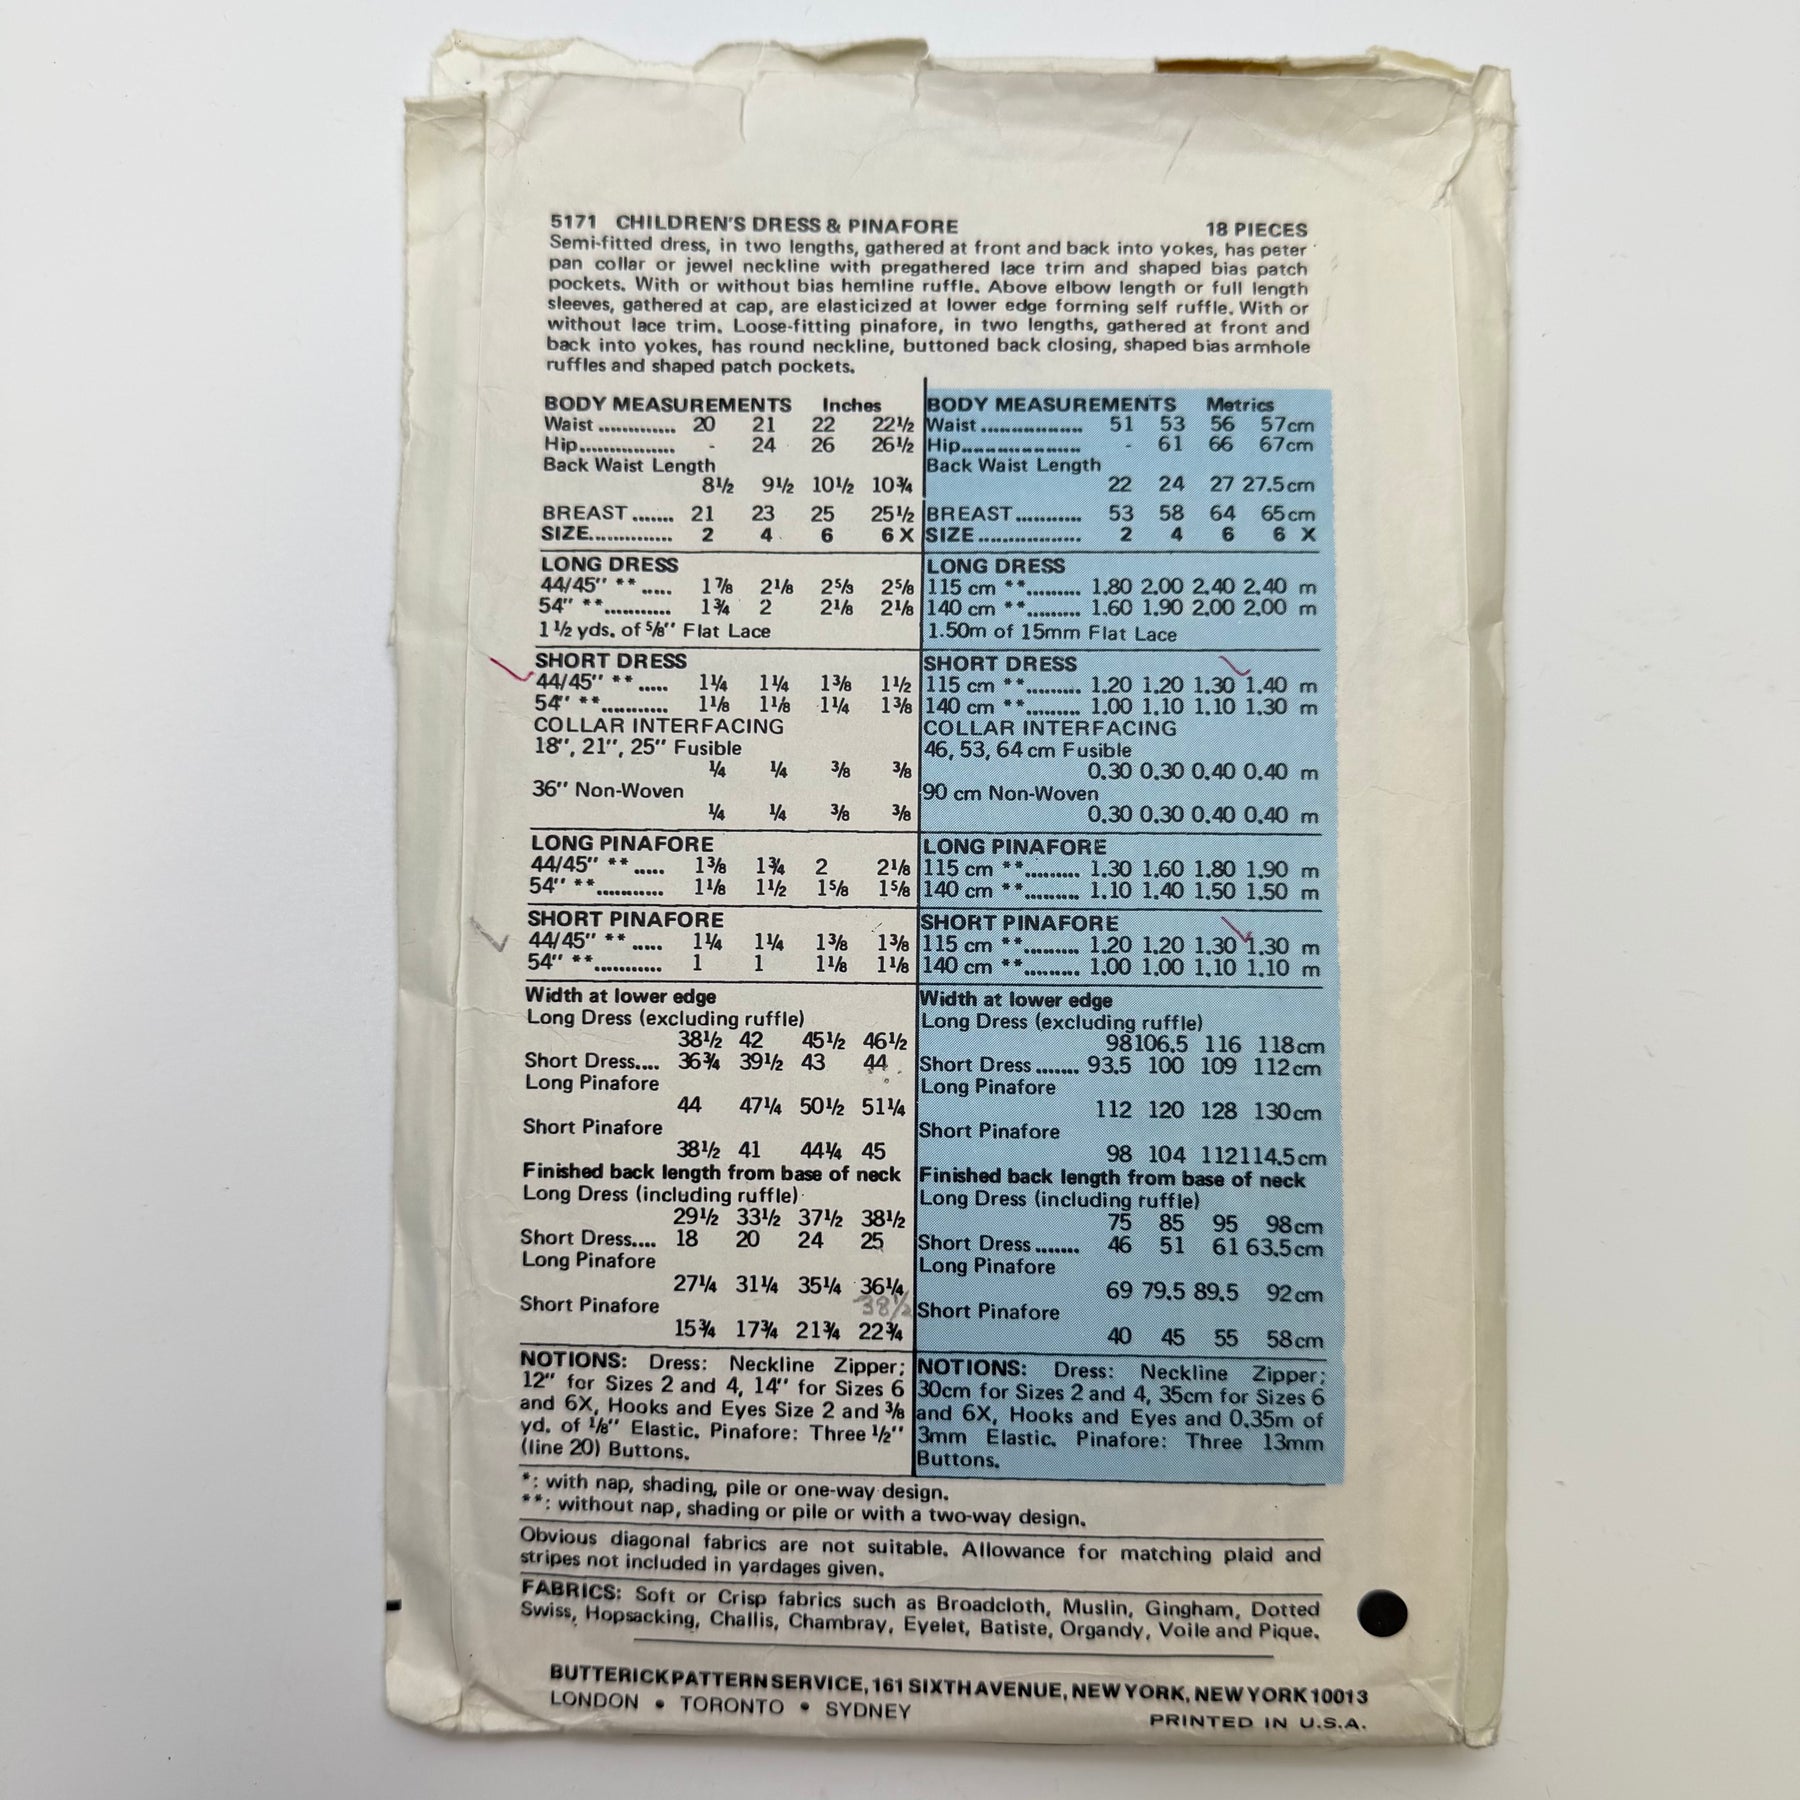 5171 CHILDREN'S DRESS & PINAFORE 18 PIECES
Semi-fitted dress, in two lengths, gathered at front and back into yokes, has peter
pan collar or jewel neckline with pregathered lace trim and shaped bias patch
pockets. With or without bias hemline ruffle. Above elbow length or full length
sleeves, gathered at cap, are elasticized at lower edge forming self ruffle. With or
without lace trim. Loose-fitting pinafore, in two lengths, gathered at front and
back into yokes, has round neckline, buttoned back closing, shaped bias armhole
ruffles and shaped patch pockets.
BODY MEASUREMENTS Inches
Waist ............. 20 21 22 22½
Hip................ - 24 26 26½
Back Waist Length
8½ 9½ 10½ 10¾
BREAST ....... 21 23 25 25½
SIZE.............. 2 4 6 6 X
LONG DRESS
44/45" ** ..... 1⅞ 2⅛ 2⅝ 2⅝
54" **........... 1¾ 2 2⅛ 2⅛
1½ yds. of ⅝" Flat Lace
SHORT DRESS
44/45" ** ..... 1¼ 1¼ 1⅜ 1½
54" **........... 1⅛ 1⅛ 1¼ 1⅜
COLLAR INTERFACING
18", 21", 25" Fusible
¼ ¼ ⅜ ⅜
36" Non-Woven
¼ ¼ ⅜ ⅜
LONG PINAFORE
44/45" ** ..... 1⅜ 1¾ 2 2⅛
54" **........... 1⅛ 1½ 1⅝ 1⅝
SHORT PINAFORE
44/45" ** ..... 1¼ 1¼ 1⅜ 1⅜
54" **........... 1 1 1⅛ 1⅛
Width at lower edge
Long Dress (excluding ruffle)
38½ 42 45½ 46½
Short Dress.... 36¾ 39½ 43 44
Long Pinafore
44 47¼ 50½ 51¼
Short Pinafore
38½ 41 44¼ 45
Finished back length from base of neck
Long Dress (including ruffle)
29½ 33½ 37½ 38½
Short Dress.... 18 20 24 25
Long Pinafore
27¼ 31¼ 35¼ 36¼
38½
Short Pinafore
15¾ 17¾ 21¾ 22¾
NOTIONS: Dress: Neckline Zipper;
12" for Sizes 2 and 4, 14" for Sizes 6
and 6X, Hooks and Eyes Size 2 and ⅜
yd. of ⅛" Elastic. Pinafore: Three ½"
(line 20) Buttons.
BODY MEASUREMENTS Metrics
Waist ................. 51 53 56 57cm
Hip.................... - 61 66 67cm
Back Waist Length
22 24 27 27.5cm
BREAST............ 53 58 64 65cm
SIZE .................. 2 4 6 6 X
LONG DRESS
115 cm **......... 1.80 2.00 2.40 2.40 m
140 cm **......... 1.60 1.90 2.00 2.00 m
1.50m of 15mm Flat Lace
SHORT DRESS
115 cm **......... 1.20 1.20 1.30 1.40 m
140 cm **......... 1.00 1.10 1.10 1.30 m
COLLAR INTERFACING
46, 53, 64 cm Fusible
0.30 0.30 0.40 0.40 m
90 cm Non-Woven
0.30 0.30 0.40 0.40 m
LONG PINAFORE
115 cm **......... 1.30 1.60 1.80 1.90 m
140 cm **......... 1.10 1.40 1.50 1.50 m
SHORT PINAFORE
115 cm **......... 1.20 1.20 1.30 1.30 m
140 cm **......... 1.00 1.00 1.10 1.10 m
Width at lower edge
Long Dress (excluding ruffle)
98 106.5 116 118cm
Short Dress ....... 93.5 100 109 112cm
Long Pinafore
112 120 128 130cm
Short Pinafore
98 104 112 114.5cm
Finished back length from base of neck
Long Dress (including ruffle)
75 85 95 98cm
Short Dress ....... 46 51 61 63.5cm
Long Pinafore
69 79.5 89.5 92cm
Short Pinafore
40 45 55 58cm
NOTIONS: Dress: Neckline Zipper;
30cm for Sizes 2 and 4, 35cm for Sizes 6
and 6X, Hooks and Eyes and 0.35m of
3mm Elastic. Pinafore: Three 13mm
Buttons.
*: with nap, shading, pile or one-way design.
**: without nap, shading or pile or with a two-way design.
Obvious diagonal fabrics are not suitable. Allowance for matching plaid and
stripes not included in yardages given.
FABRICS: Soft or Crisp fabrics such as Broadcloth, Muslin, Gingham, Dotted
Swiss, Hopsacking, Challis, Chambray, Eyelet, Batiste, Organdy, Voile and Pique.
BUTTERICK PATTERN SERVICE, 161 SIXTH AVENUE, NEW YORK, NEW YORK 10013
LONDON • TORONTO • SYDNEY
PRINTED IN U.S.A.